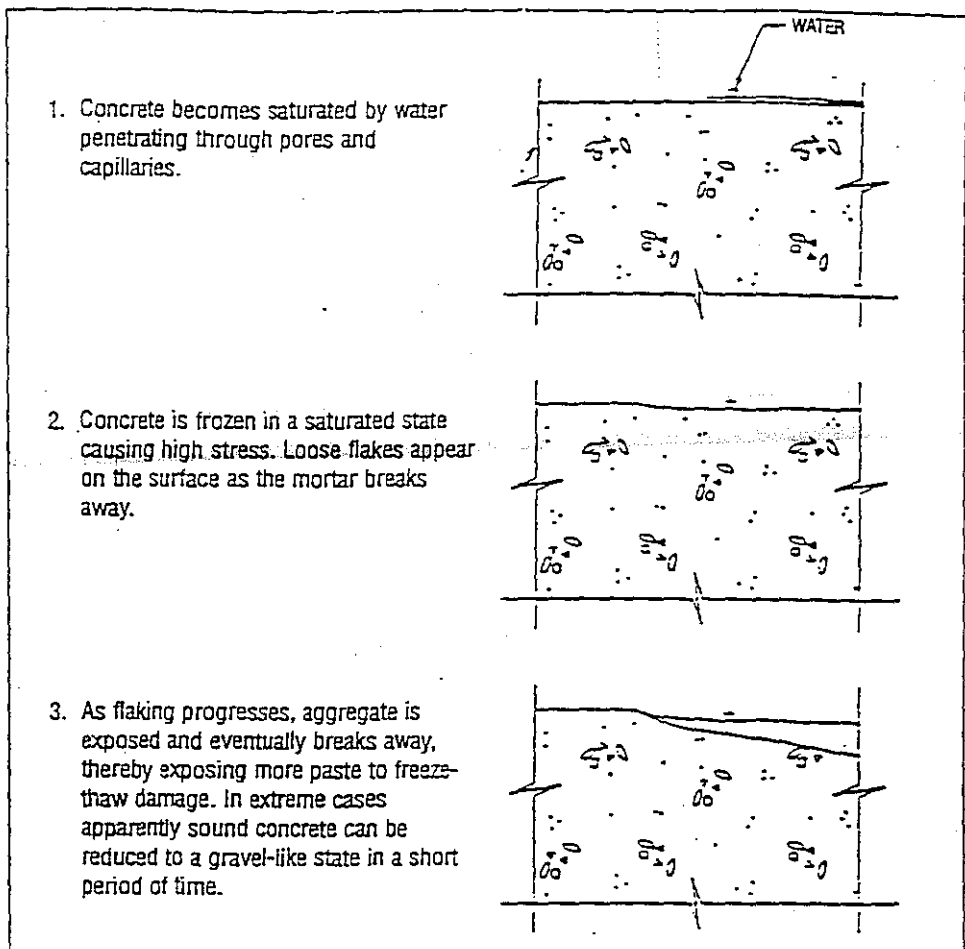 WATER
1. Concrete becomes saturated by water
penetrating through pores and
capillaries.
2. Concrete is frozen in a saturated state
causing high stress. Loose flakes appear
on the surface as the mortar breaks
away.
3. As flaking progresses, aggregate is
exposed and eventually breaks away,
thereby exposing more paste to freeze-
thaw damage. In extreme cases
apparently sound concrete can be
reduced to a gravel-like state in a short
period of time.